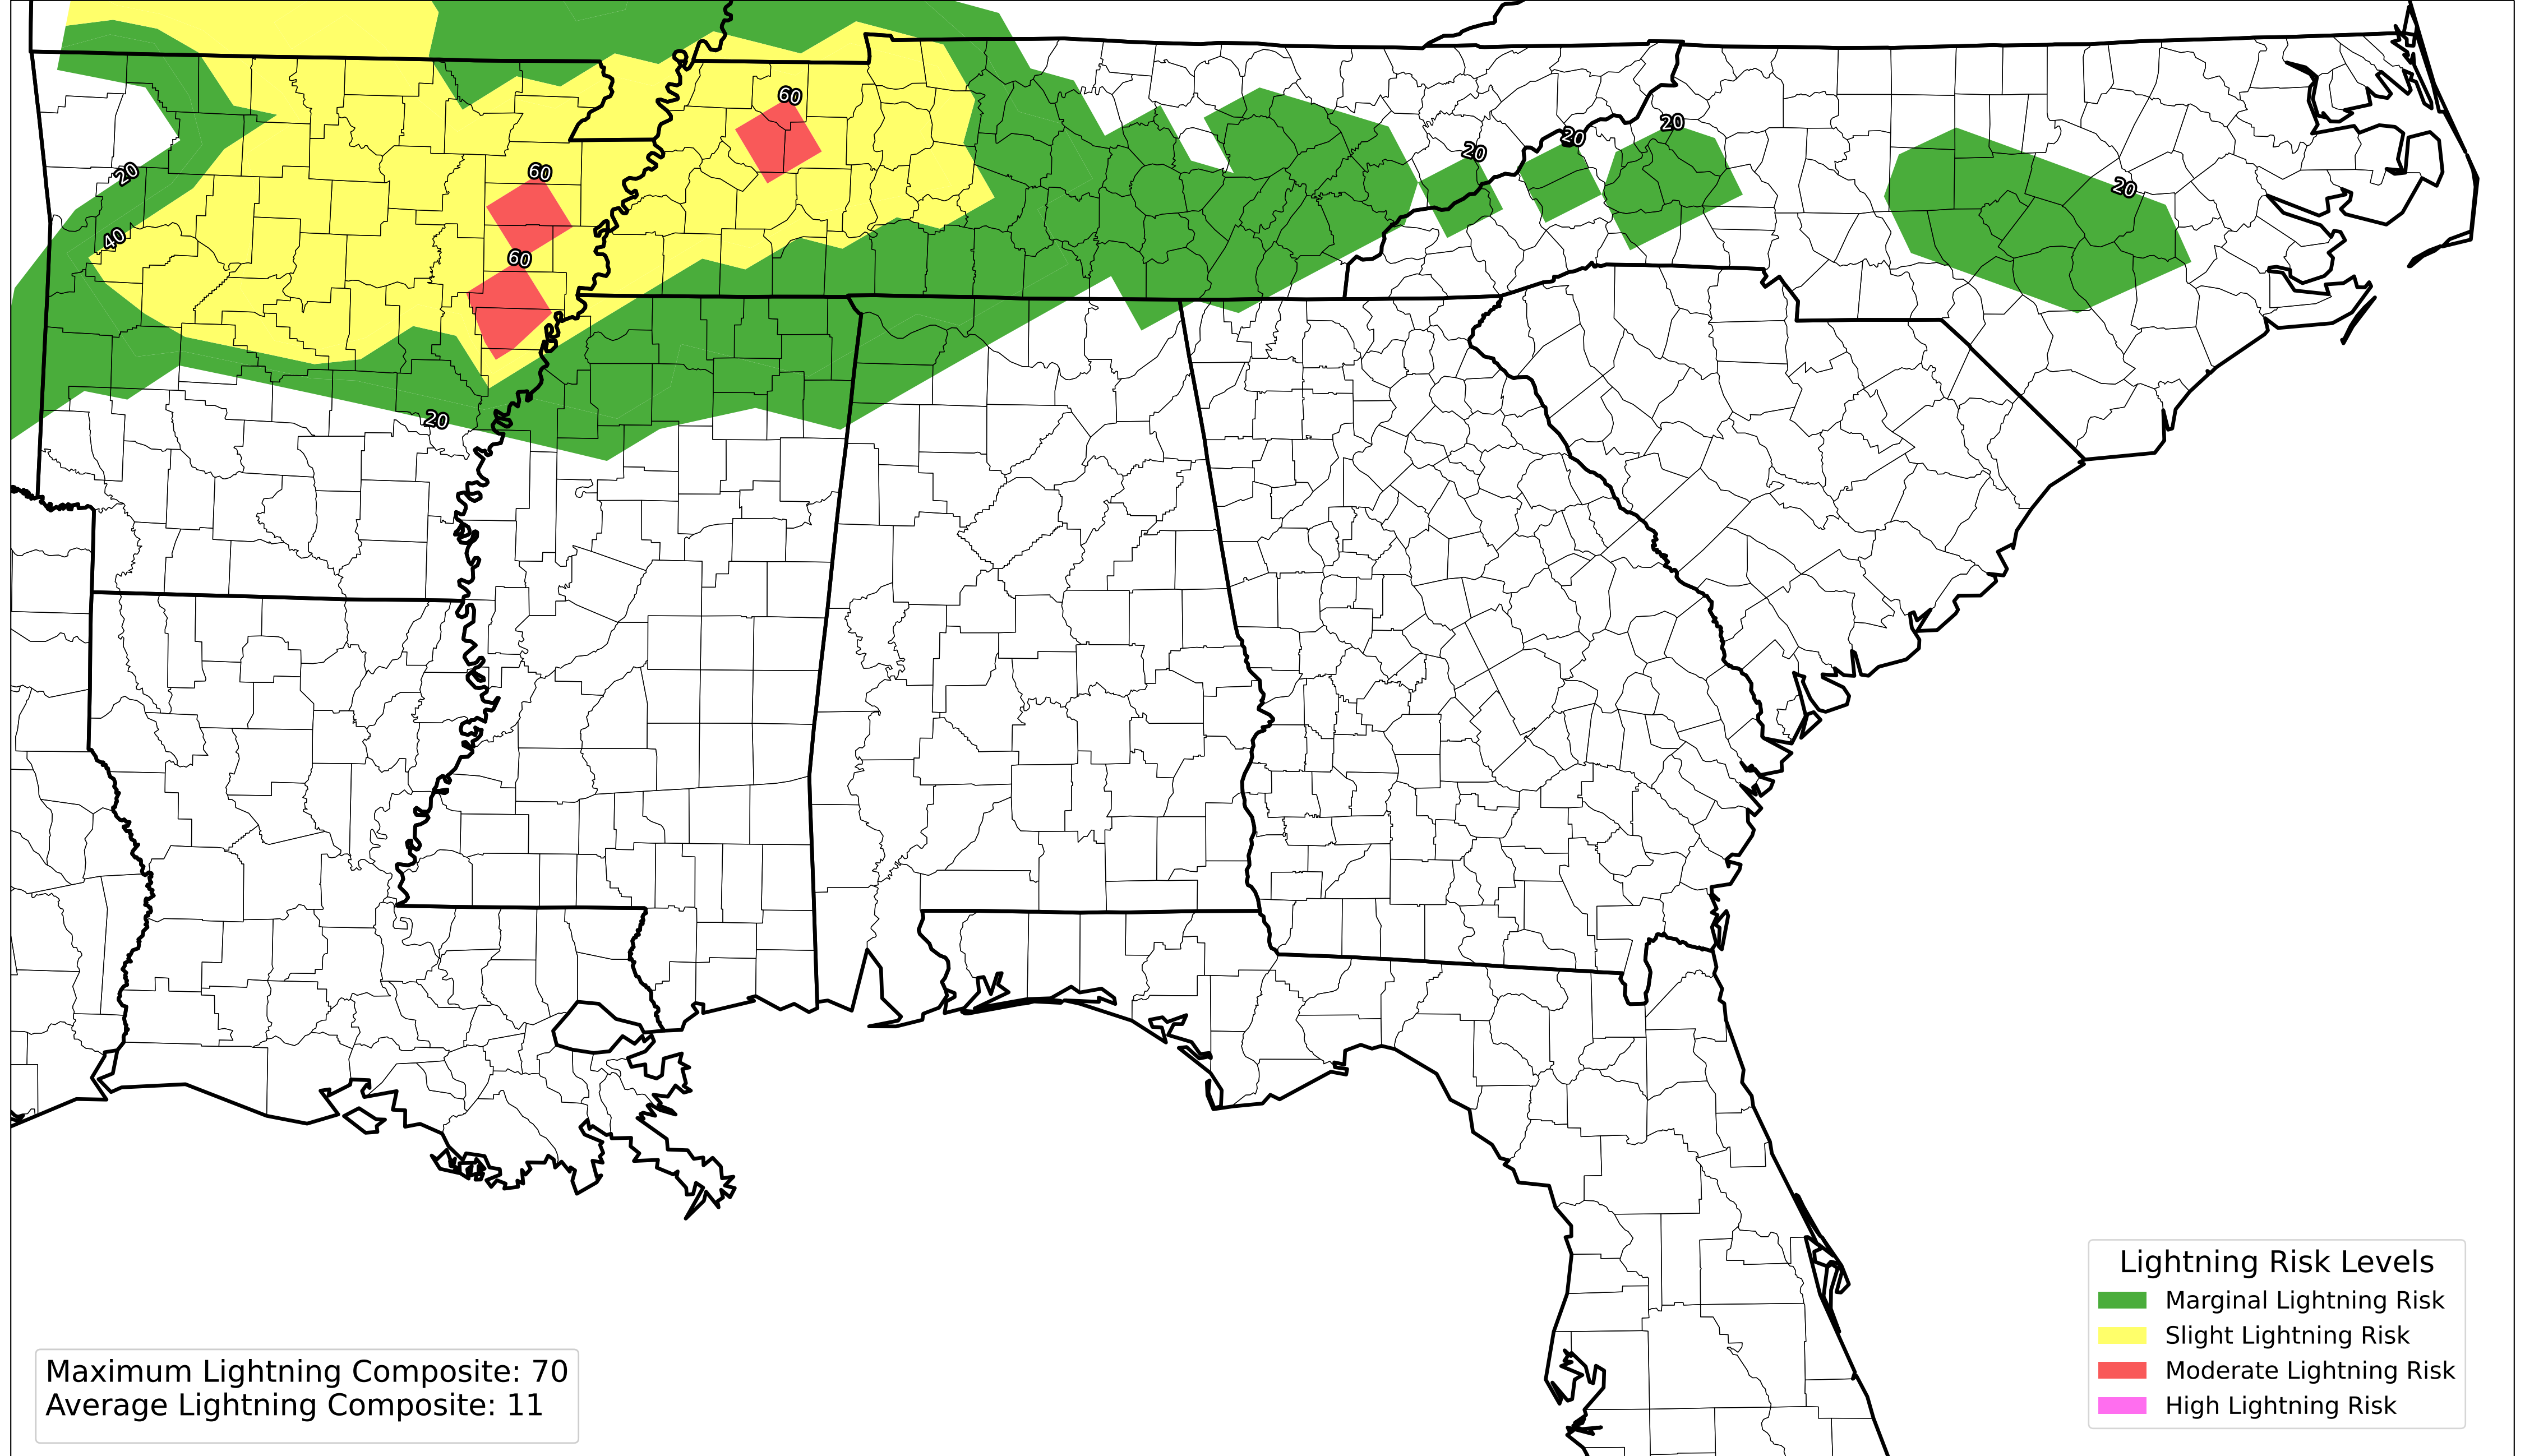 60
20
20
20
60
20
20
40
60
20
Lightning Risk Levels
Marginal Lightning Risk
Slight Lightning Risk
Moderate Lightning Risk
High Lightning Risk
Maximum Lightning Composite: 70
Average Lightning Composite: 11